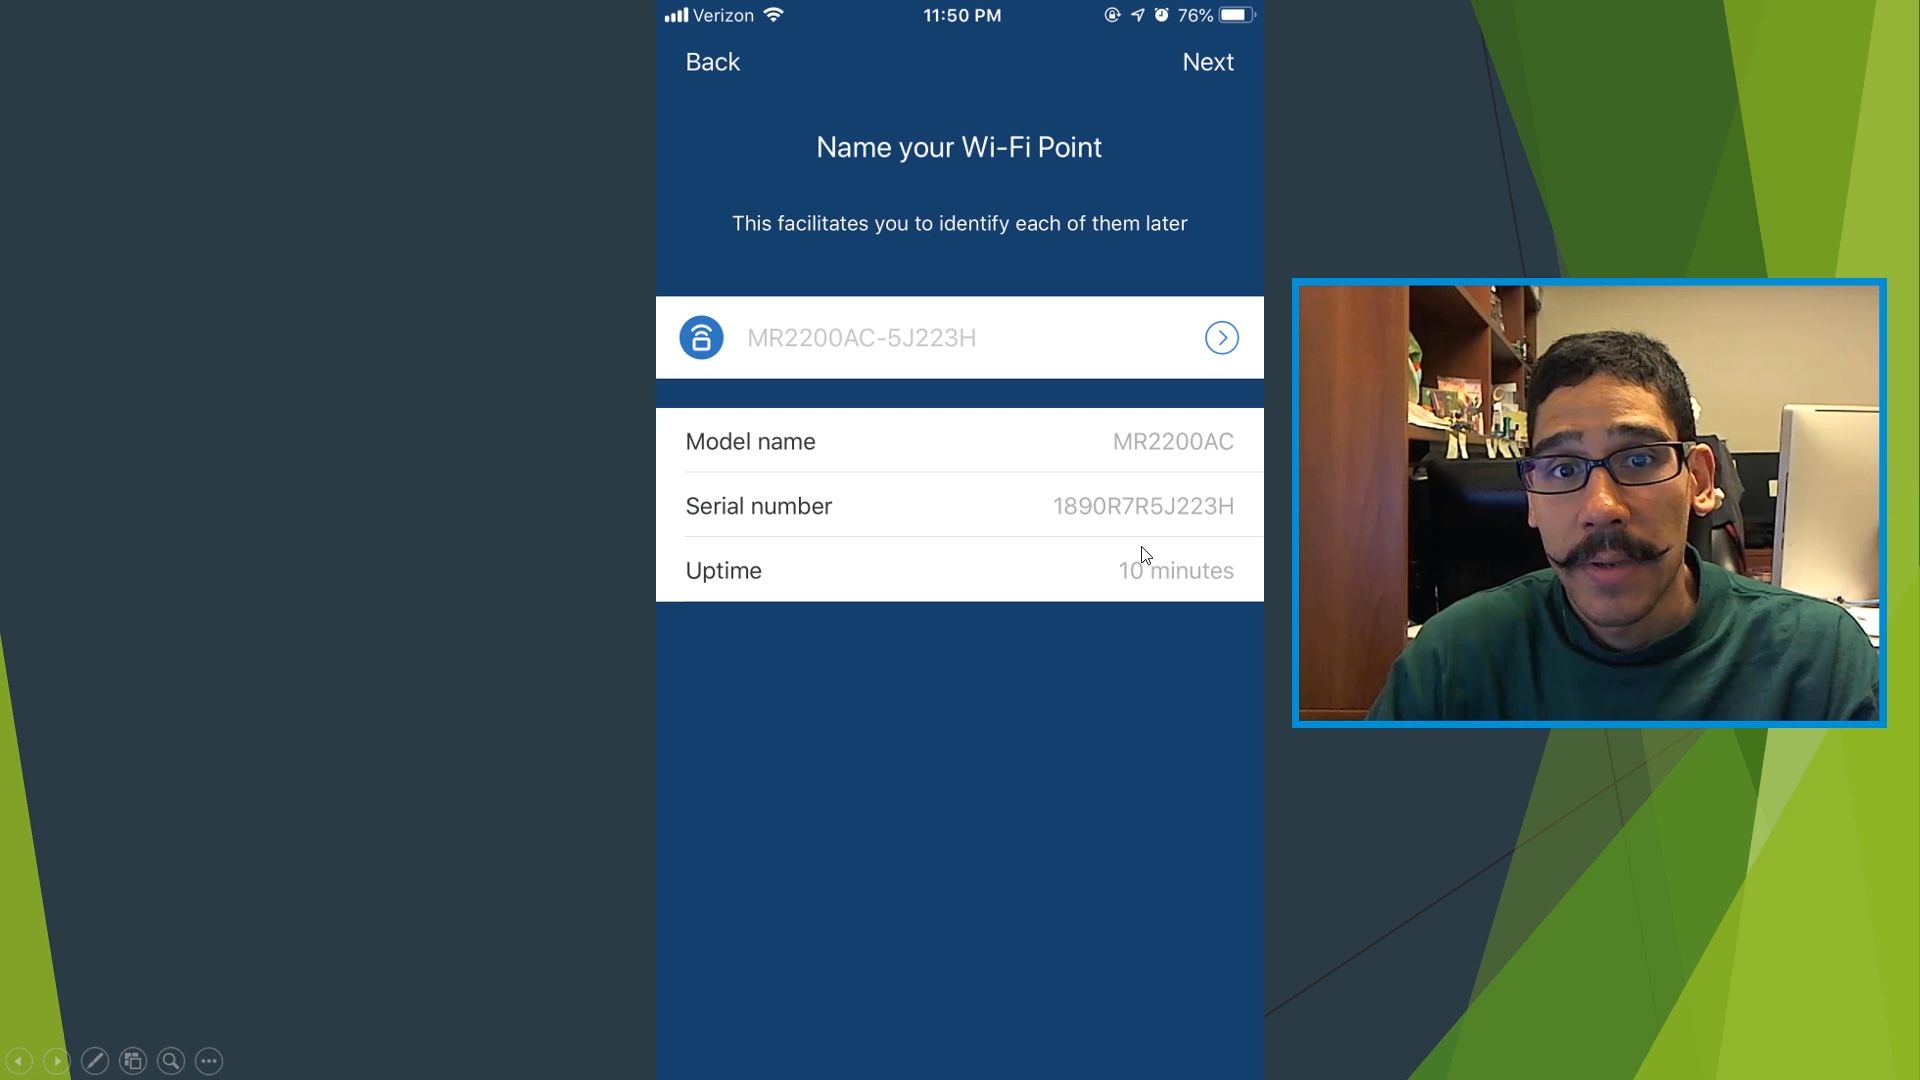 Verizon 11:50 PM 76%
Back Next
Name your Wi-Fi Point
This facilitates you to identify each of them later
MR2200AC-5J223H
Model name MR2200AC
Serial number 1890R7R5J223H
Uptime 10 minutes